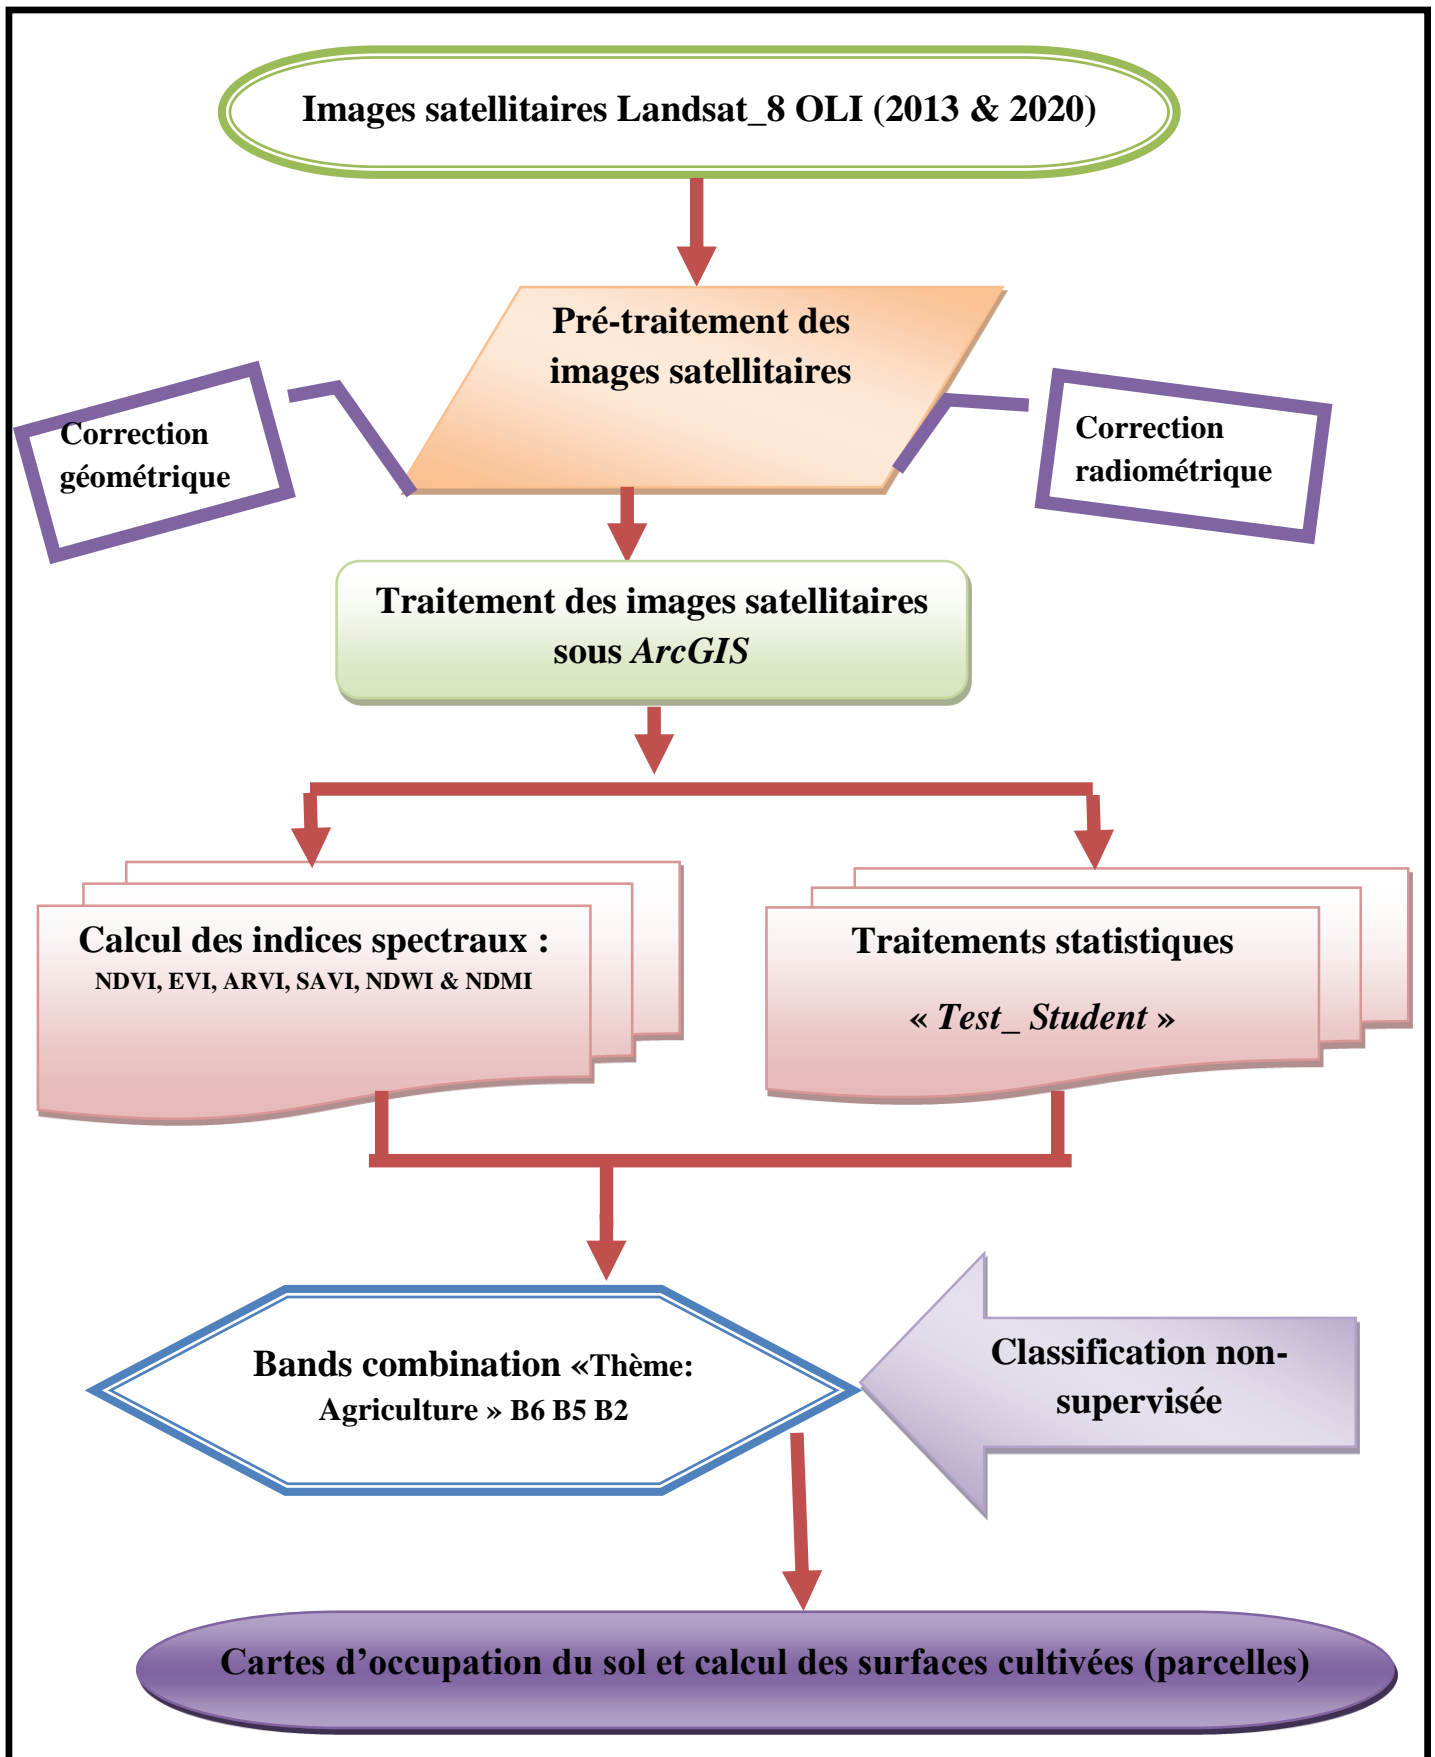 Images satellitaires Landsat_8 OLI (2013 & 2020)
Pré-traitement des
images satellitaires
Correction
géométrique
Correction
radiométrique
Traitement des images satellitaires
sous ArcGIS
Calcul des indices spectraux :
NDVI, EVI, ARVI, SAVI, NDWI & NDMI
Traitements statistiques
« Test_ Student »
Bands combination «Thème:
Agriculture » B6 B5 B2
Classification non-
supervisée
Cartes d’occupation du sol et calcul des surfaces cultivées (parcelles)